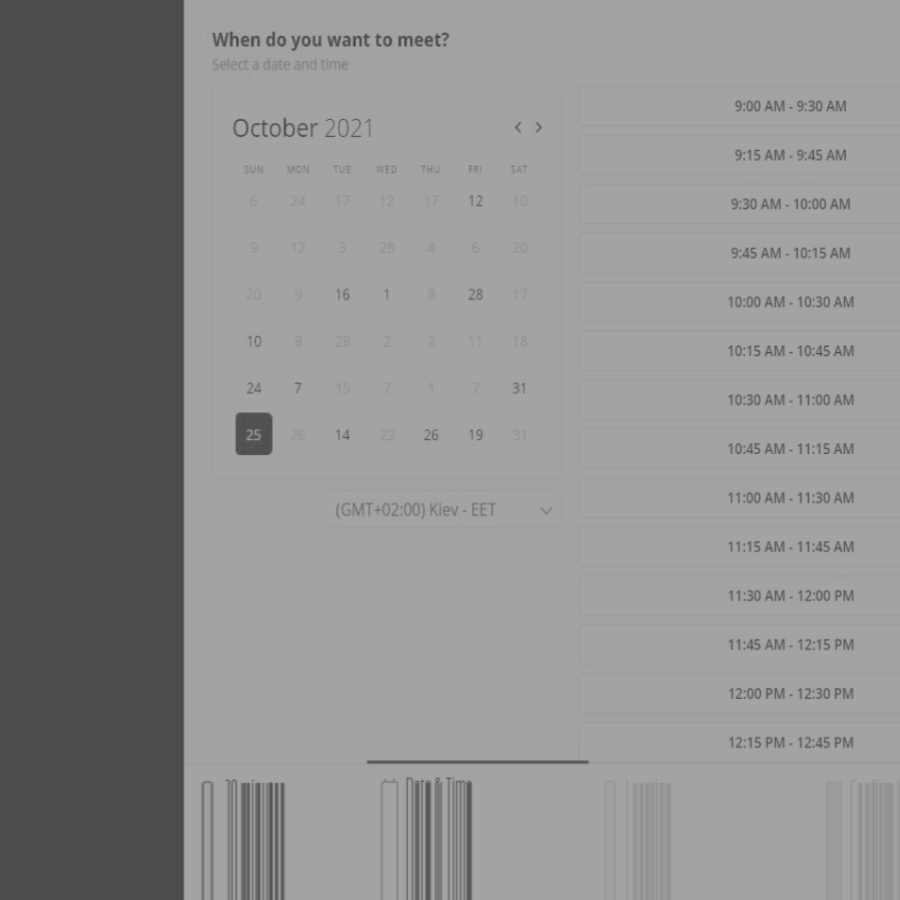 When do you want to meet?
Select a date and time
October 2021
SUN MON TUE WED THU FRI SAT
6 24 17 12 17 12 10
9 12 3 28 4 6 20
20 9 16 1 8 28 17
10 8 28 2 2 11 18
24 7 15 7 1 7 31
25 26 14 22 26 19 31
(GMT+02:00) Kiev - EET
9:00 AM - 9:30 AM
9:15 AM - 9:45 AM
9:30 AM - 10:00 AM
9:45 AM - 10:15 AM
10:00 AM - 10:30 AM
10:15 AM - 10:45 AM
10:30 AM - 11:00 AM
10:45 AM - 11:15 AM
11:00 AM - 11:30 AM
11:15 AM - 11:45 AM
11:30 AM - 12:00 PM
11:45 AM - 12:15 PM
12:00 PM - 12:30 PM
12:15 PM - 12:45 PM
Date & Time